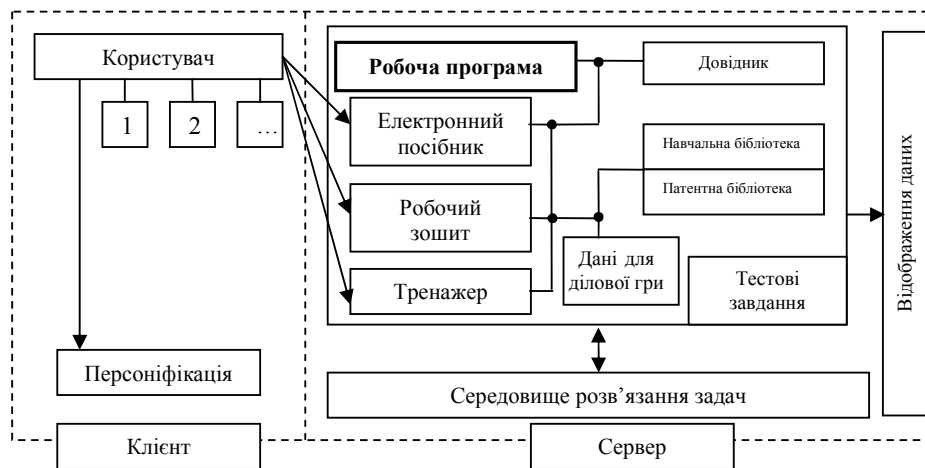 Користувач
1
2
…
Персоніфікація
Клієнт
Робоча програма
Довідник
Електронний
посібник
Навчальна бібліотека
Патентна бібліотека
Робочий
зошит
Дані для
ділової гри
Тренажер
Тестові
завдання
Середовище розв’язання задач
Сервер
Відображення даних